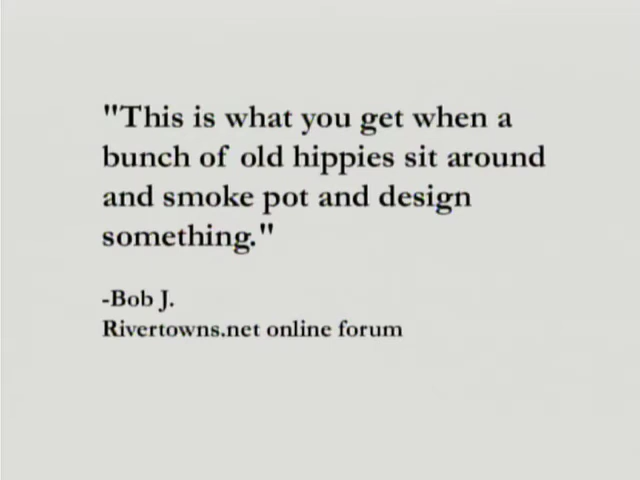 "This is what you get when a
bunch of old hippies sit around
and smoke pot and design
something."
-Bob J.
Rivertowns.net online forum